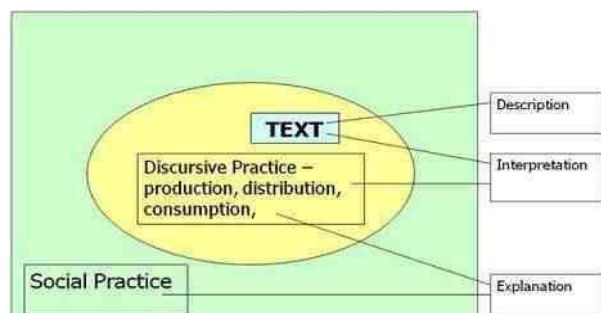 TEXT
Description
Discursive Practice –
production, distribution,
consumption,
Interpretation
Social Practice
Explanation